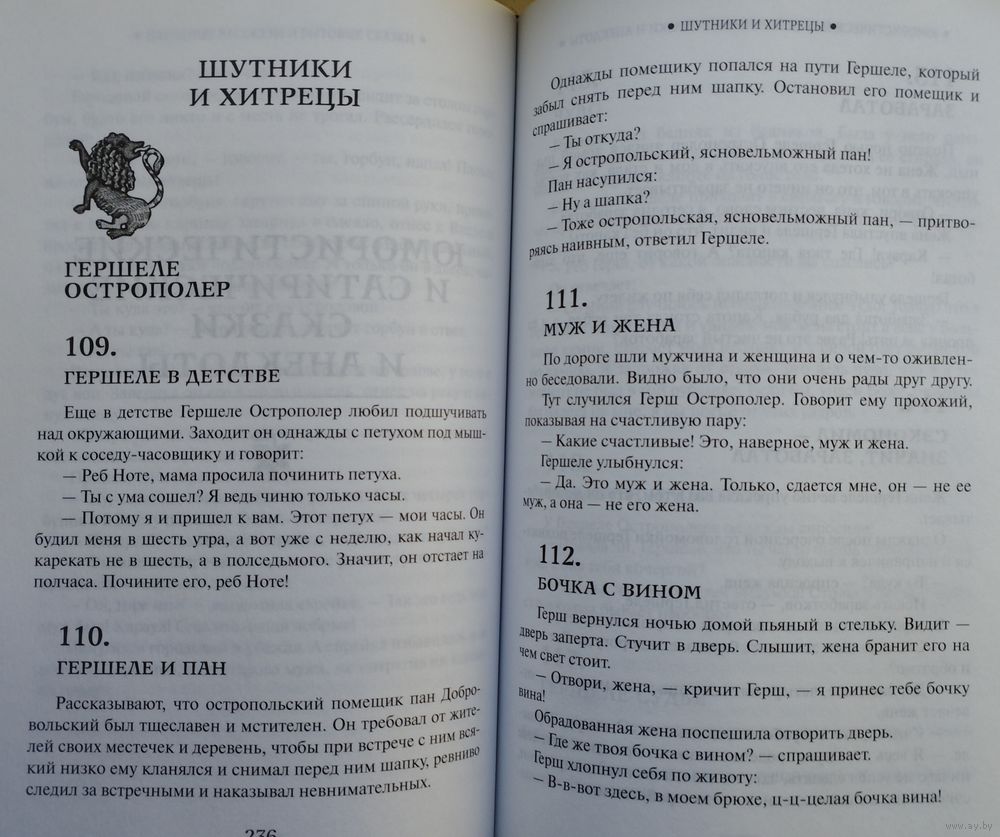 ШУТНИКИ
И ХИТРЕЦЫ
ГЕРШЕЛЕ
ОСТРОПОЛЕР
109.
ГЕРШЕЛЕ В ДЕТСТВЕ
Еще в детстве Гершеле Острополер любил подшучивать
над окружающими. Заходит он однажды с петухом под мыш-
кой к соседу-часовщику и говорит:
— Реб Ноте, мама просила починить петуха.
— Ты с ума сошел? Я ведь чиню только часы.
— Потому я и пришел к вам. Этот петух — мои часы. Он
будил меня в шесть утра, а вот уже с неделю, как начал ку-
карекать не в шесть, а в полседьмого. Значит, он отстает на
полчаса. Почините его, реб Ноте!
110.
ГЕРШЕЛЕ И ПАН
Рассказывают, что остропольский помещик пан Добро-
вольский был тщеславен и мстителен. Он требовал от жите-
лей своих местечек и деревень, чтобы при встрече с ним вся-
кий низко ему кланялся и снимал перед ним шапку, ревниво
следил за встречными и наказывал невнимательных.
236
• ШУТНИКИ И ХИТРЕЦЫ •
Однажды помещику попался на пути Гершеле, который
забыл снять перед ним шапку. Остановил его помещик и
спрашивает:
— Ты откуда?
— Я остропольский, ясновельможный пан!
Пан насупился:
— Ну а шапка?
— Тоже остропольская, ясновельможный пан, — притво-
ряясь наивным, ответил Гершеле.
111.
МУЖ И ЖЕНА
По дороге шли мужчина и женщина и о чем-то оживлен-
но беседовали. Видно было, что они очень рады друг другу.
Тут случился Герш Острополер. Говорит ему прохожий,
показывая на счастливую пару:
— Какие счастливые! Это, наверное, муж и жена.
Гершеле улыбнулся:
— Да. Это муж и жена. Только, сдается мне, он — не ее
муж, а она — не его жена.
112.
БОЧКА С ВИНОМ
Герш вернулся ночью домой пьяный в стельку. Видит —
дверь заперта. Стучит в дверь. Слышит, жена бранит его на
чем свет стоит.
— Отвори, жена, — кричит Герш, — я принес тебе бочку
вина!
Обрадованная жена поспешила отворить дверь.
— Где же твоя бочка с вином? — спрашивает.
Герш хлопнул себя по животу:
— В-в-вот здесь, в моем брюхе, ц-ц-целая бочка вина!
www.ay.by